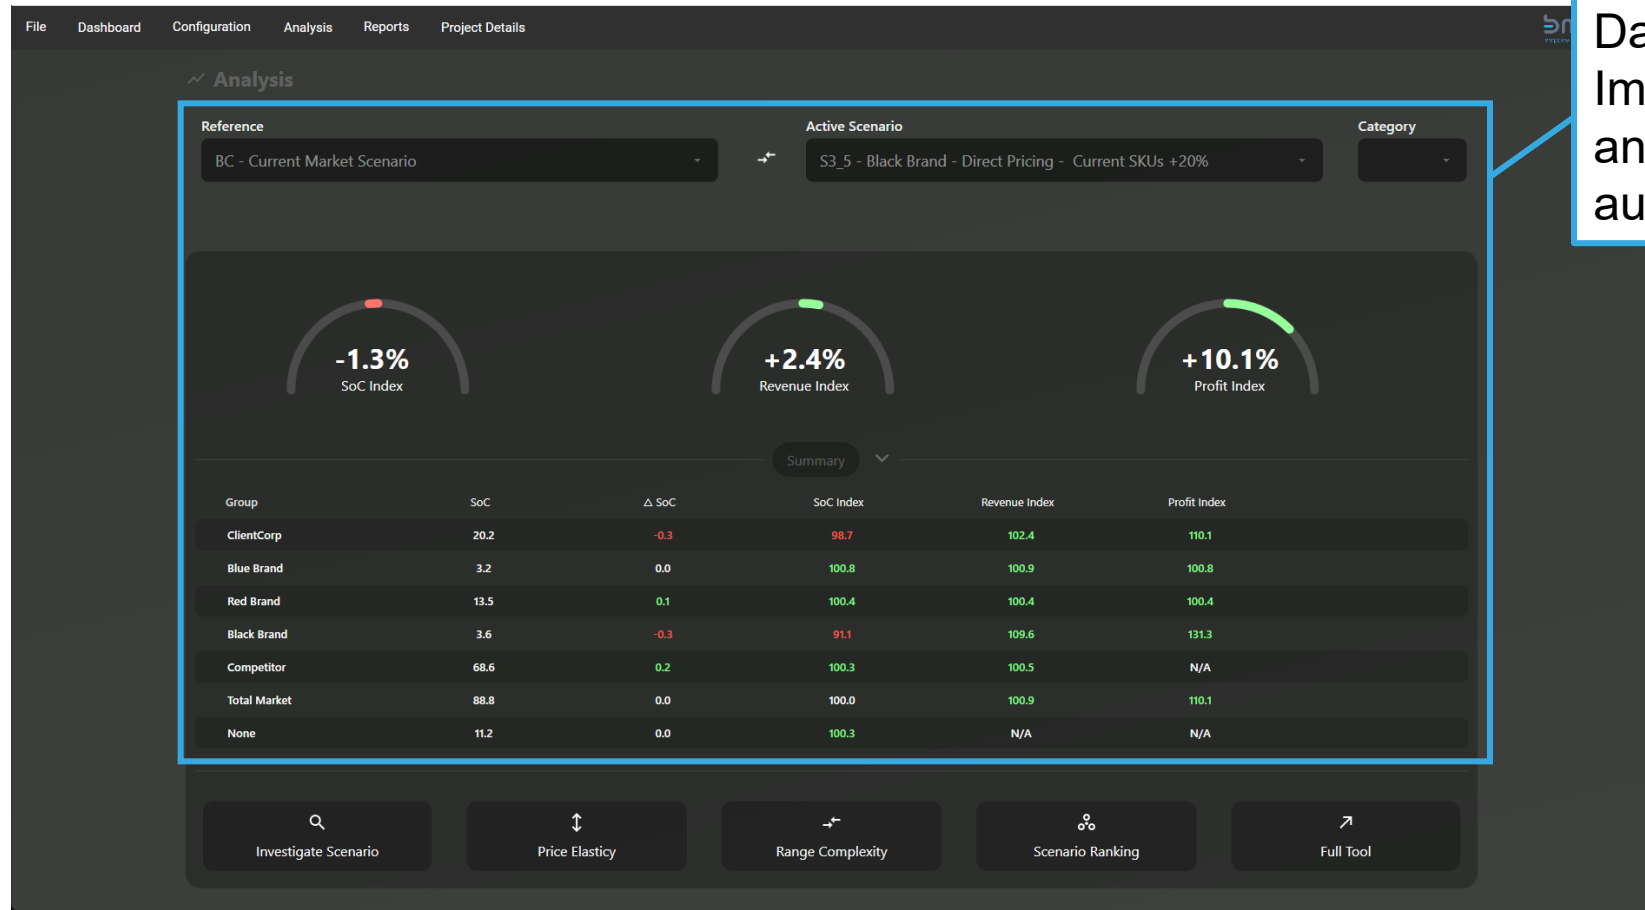 File Dashboard Configuration Analysis Reports Project Details
Analysis
Reference Active Scenario Category
BC - Current Market Scenario S3_5 - Black Brand - Direct Pricing - Current SKUs +20%
-1.3% +2.4% +10.1%
SoC Index Revenue Index Profit Index
Summary
Group SoC △ SoC SoC Index Revenue Index Profit Index
ClientCorp 20.2 -0.3 98.7 102.4 110.1
Blue Brand 3.2 0.0 100.8 100.9 100.8
Red Brand 13.5 0.1 100.4 100.4 100.4
Black Brand 3.6 -0.3 91.1 109.6 131.3
Competitor 68.6 0.2 100.3 100.5 N/A
Total Market 88.8 0.0 100.0 100.9 110.1
None 11.2 0.0 100.3 N/A N/A
Investigate Scenario Price Elasticy Range Complexity Scenario Ranking Full Tool
Da
Im
an
au